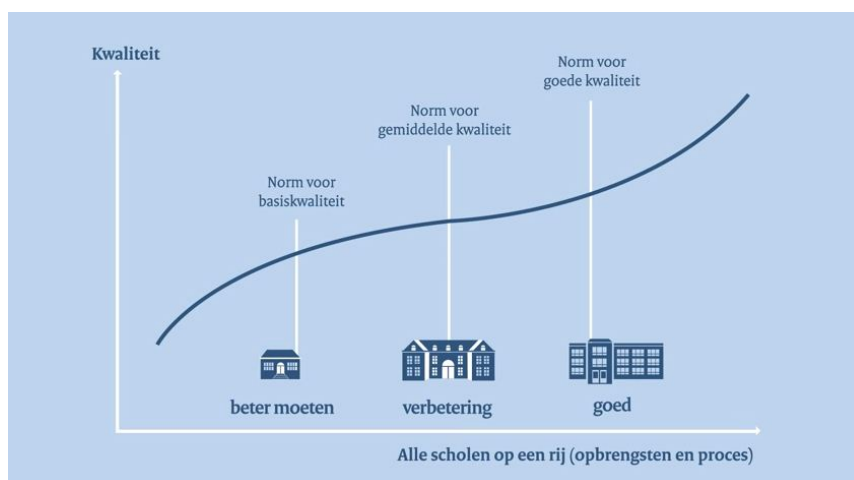 Kwaliteit
Norm voor
goede kwaliteit
Norm voor
gemiddelde kwaliteit
Norm voor
basiskwaliteit
beter moeten
verbetering
goed
Alle scholen op een rij (opbrengsten en proces)